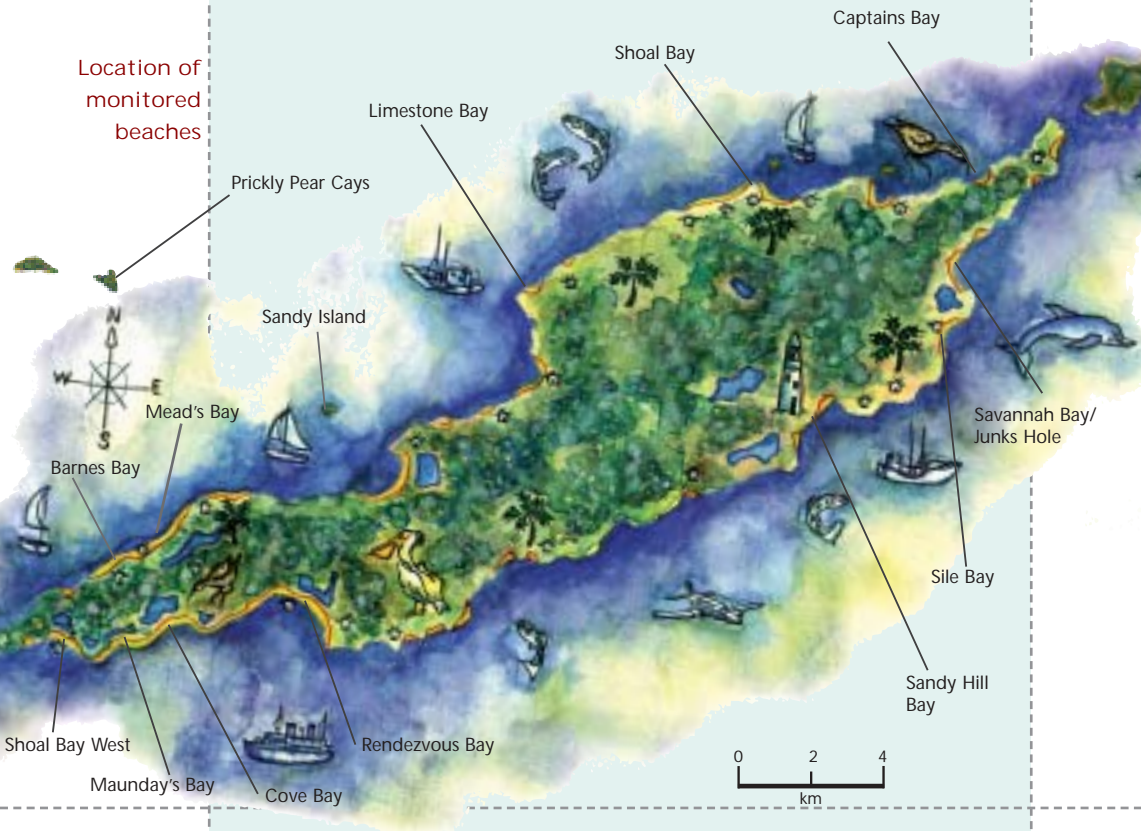 Captains Bay
Shoal Bay
Location of
monitored
beaches
Limestone Bay
Prickly Pear Cays
N
W E
S
Sandy Island
Mead's Bay
Barnes Bay
Savannah Bay/
Junks Hole
Sile Bay
Sandy Hill
Bay
Shoal Bay West
Rendezvous Bay
Maunday's Bay
Cove Bay
0 2 4
km